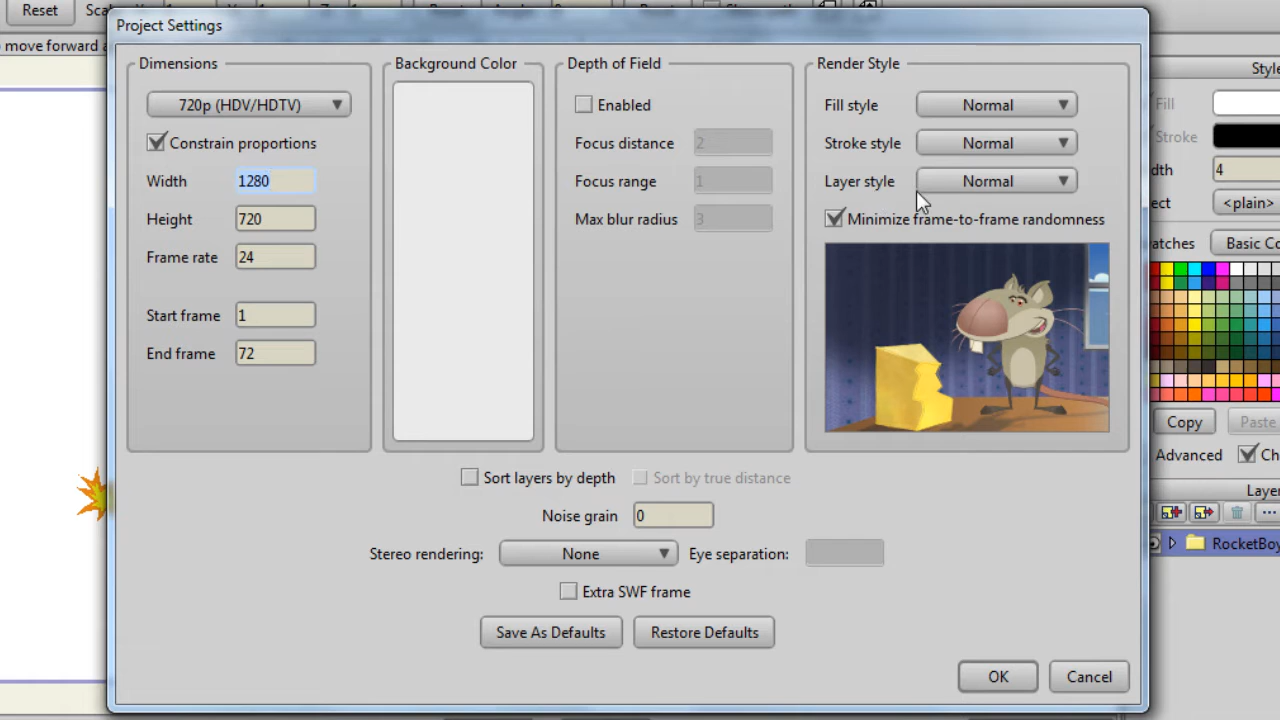 Reset
to move forward a
Project Settings
Dimensions
720p (HDV/HDTV)
Constrain proportions
Width 1280
Height 720
Frame rate 24
Start frame 1
End frame 72
Background Color
Depth of Field
Enabled
Focus distance 2
Focus range 1
Max blur radius 3
Render Style
Fill style Normal
Stroke style Normal
Layer style Normal
Minimize frame-to-frame randomness
Sort layers by depth Sort by true distance
Noise grain 0
Stereo rendering: None Eye separation:
Extra SWF frame
Save As Defaults Restore Defaults
OK Cancel
Style
Fill
Stroke
dth 4
ect <plain>
atches Basic Co
Copy Paste
Advanced Ch
Layer
RocketBoy